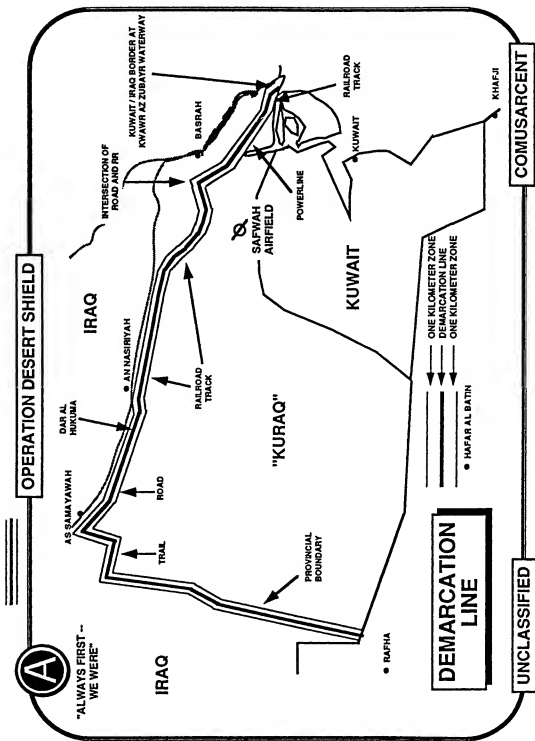 OPERATION DESERT SHIELD
A
"ALWAYS FIRST --
WE WERE"
IRAQ
IRAQ
AS SAMAYAWAH
DAR AL
HUKUMA
AN NASIRIYAH
INTERSECTION OF
ROAD AND RR
BASRAH
KUWAIT / IRAQ BORDER AT
KWAWR AZ ZUBAYR WATERWAY
TRAIL
ROAD
RAILROAD
TRACK
POWERLINE
RAILROAD
TRACK
SAFWAH
AIRFIELD
PROVINCIAL
BOUNDARY
"KURAQ"
KUWAIT
KUWAIT
RAFHA
HAFAR AL BATIN
KHAFJI
ONE KILOMETER ZONE
DEMARCATION LINE
ONE KILOMETER ZONE
DEMARCATION
LINE
UNCLASSIFIED
COMUSARCENT